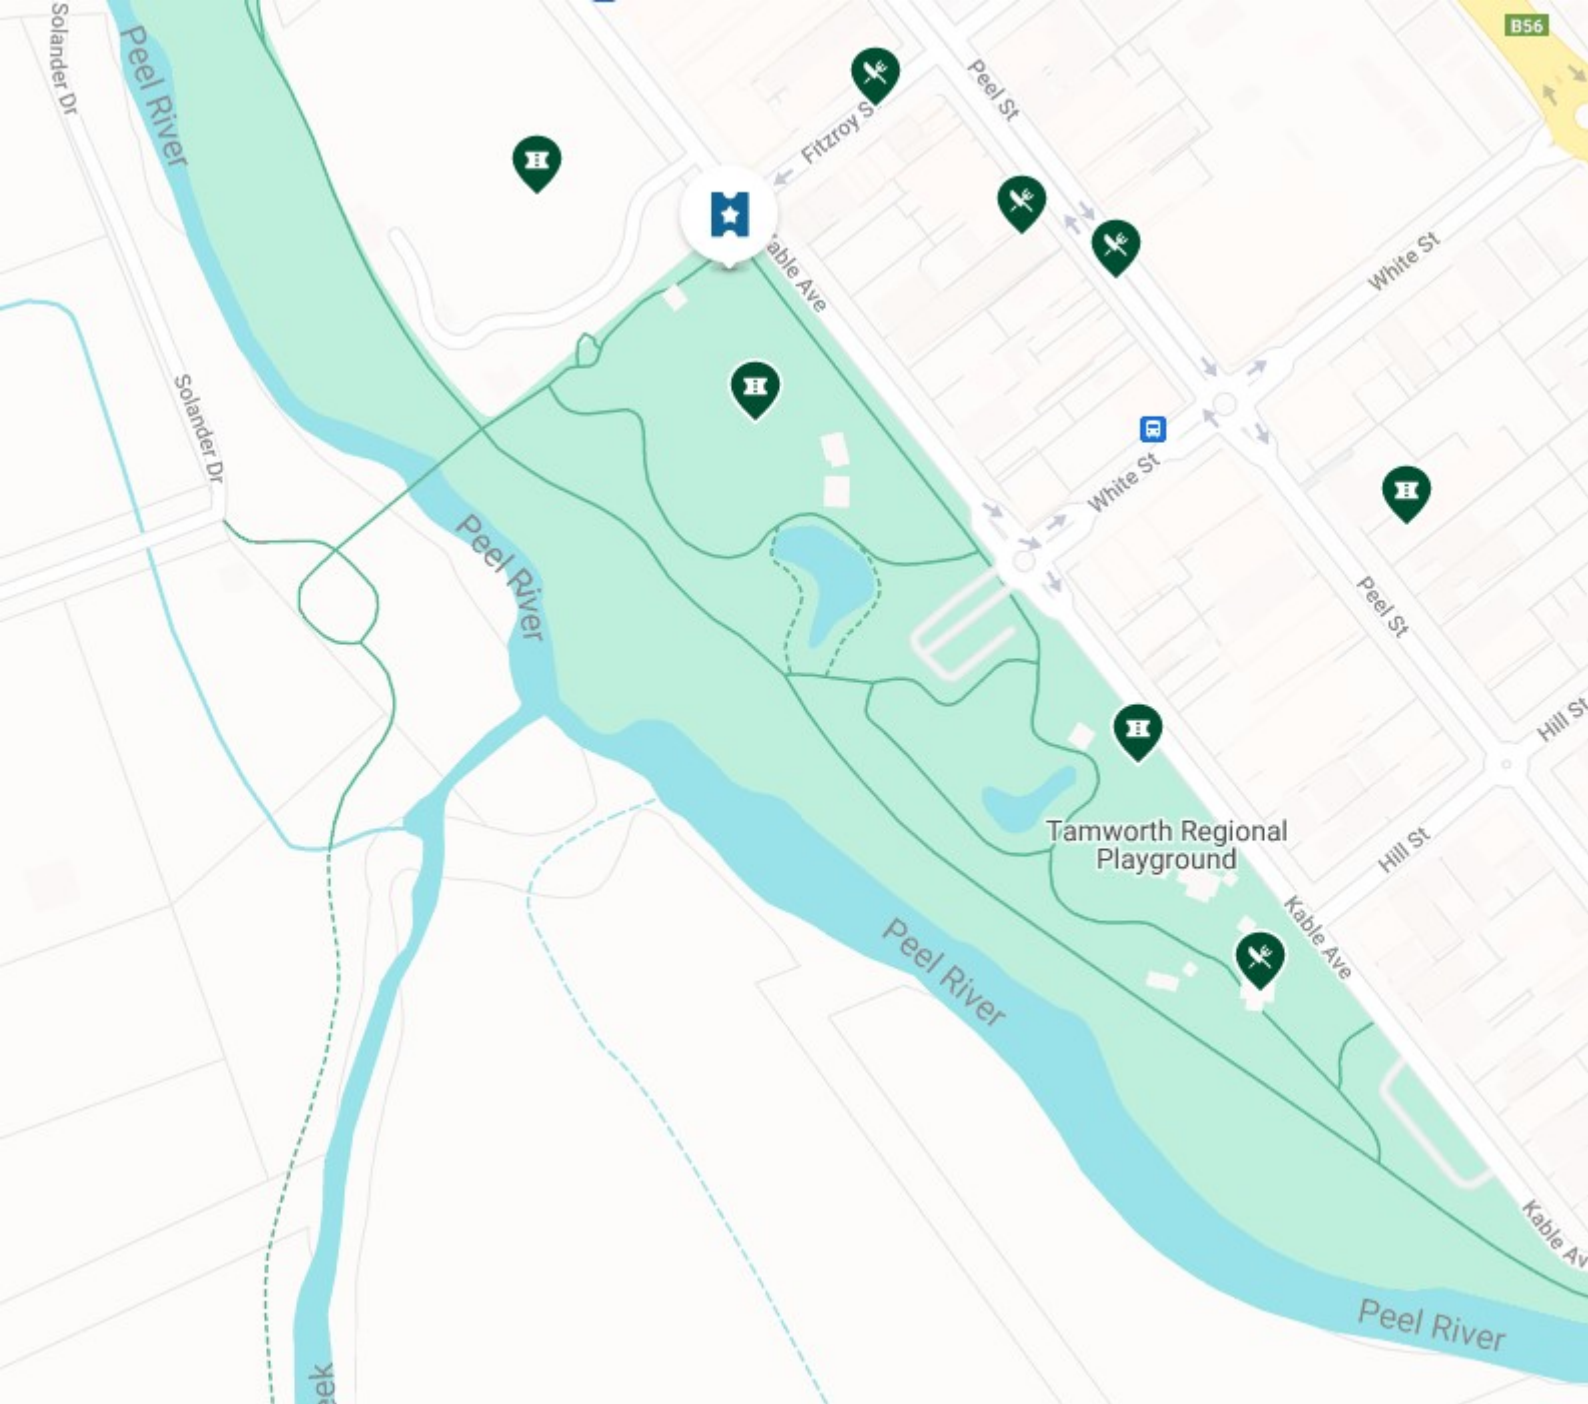 Solander Dr
Peel River
B56
Peel St
Fitzroy S
White St
Kable Ave
Solander Dr
White St
Peel River
Peel St
Hill St
Tamworth Regional
Playground
Hill St
Kable Ave
Peel River
Kable Av
Peel River
eek